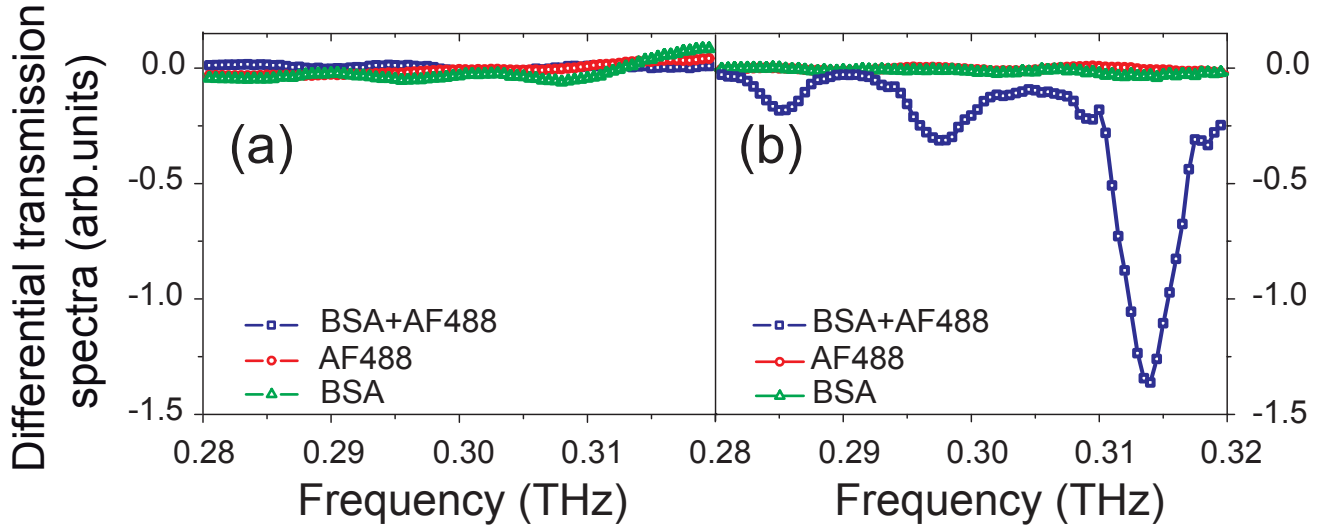 Differential transmission
spectra (arb.units)
0.0
-0.5
-1.0
-1.5
(a)
BSA+AF488
AF488
BSA
0.28
0.29
0.30
0.31
Frequency (THz)
(b)
BSA+AF488
AF488
BSA
0.28
0.29
0.30
0.31
0.32
Frequency (THz)
0.0
-0.5
-1.0
-1.5